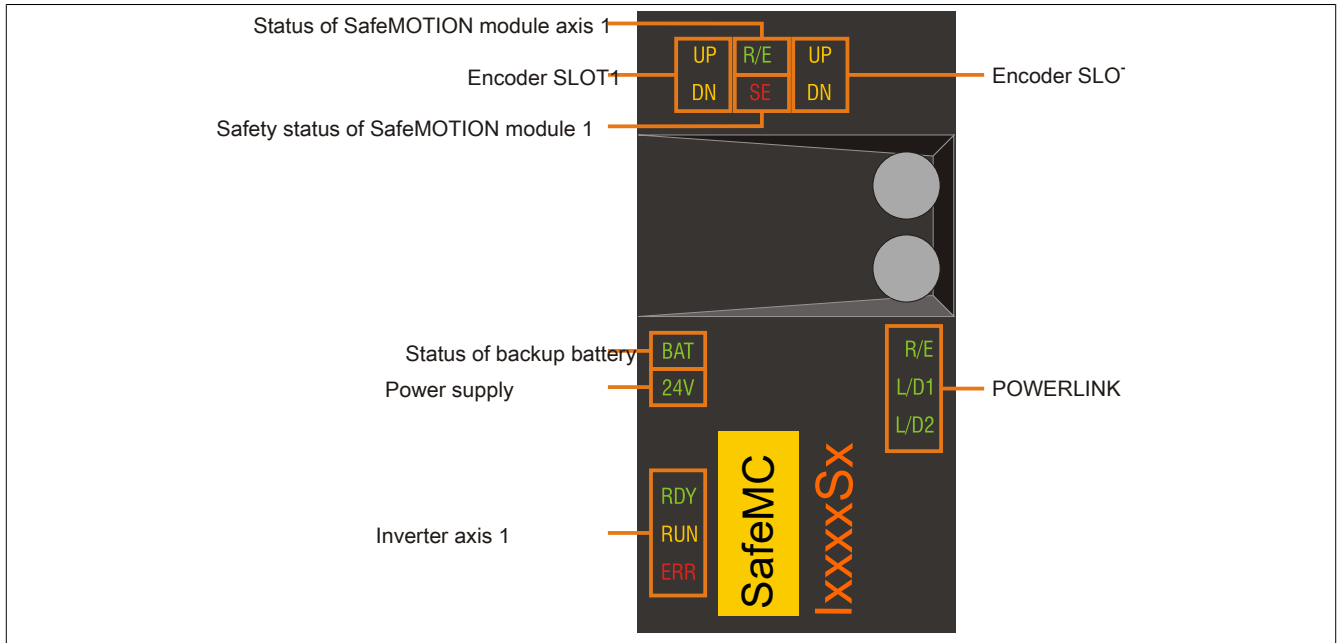 Status of SafeMOTION module axis 1
UP R/E UP
Encoder SLOT1
Encoder SLO
DN SE DN
Safety status of SafeMOTION module 1
Status of backup battery
BAT
R/E
Power supply
24V
L/D1
POWERLINK
L/D2
SafeMC
IxxxxSx
RDY
Inverter axis 1
RUN
ERR